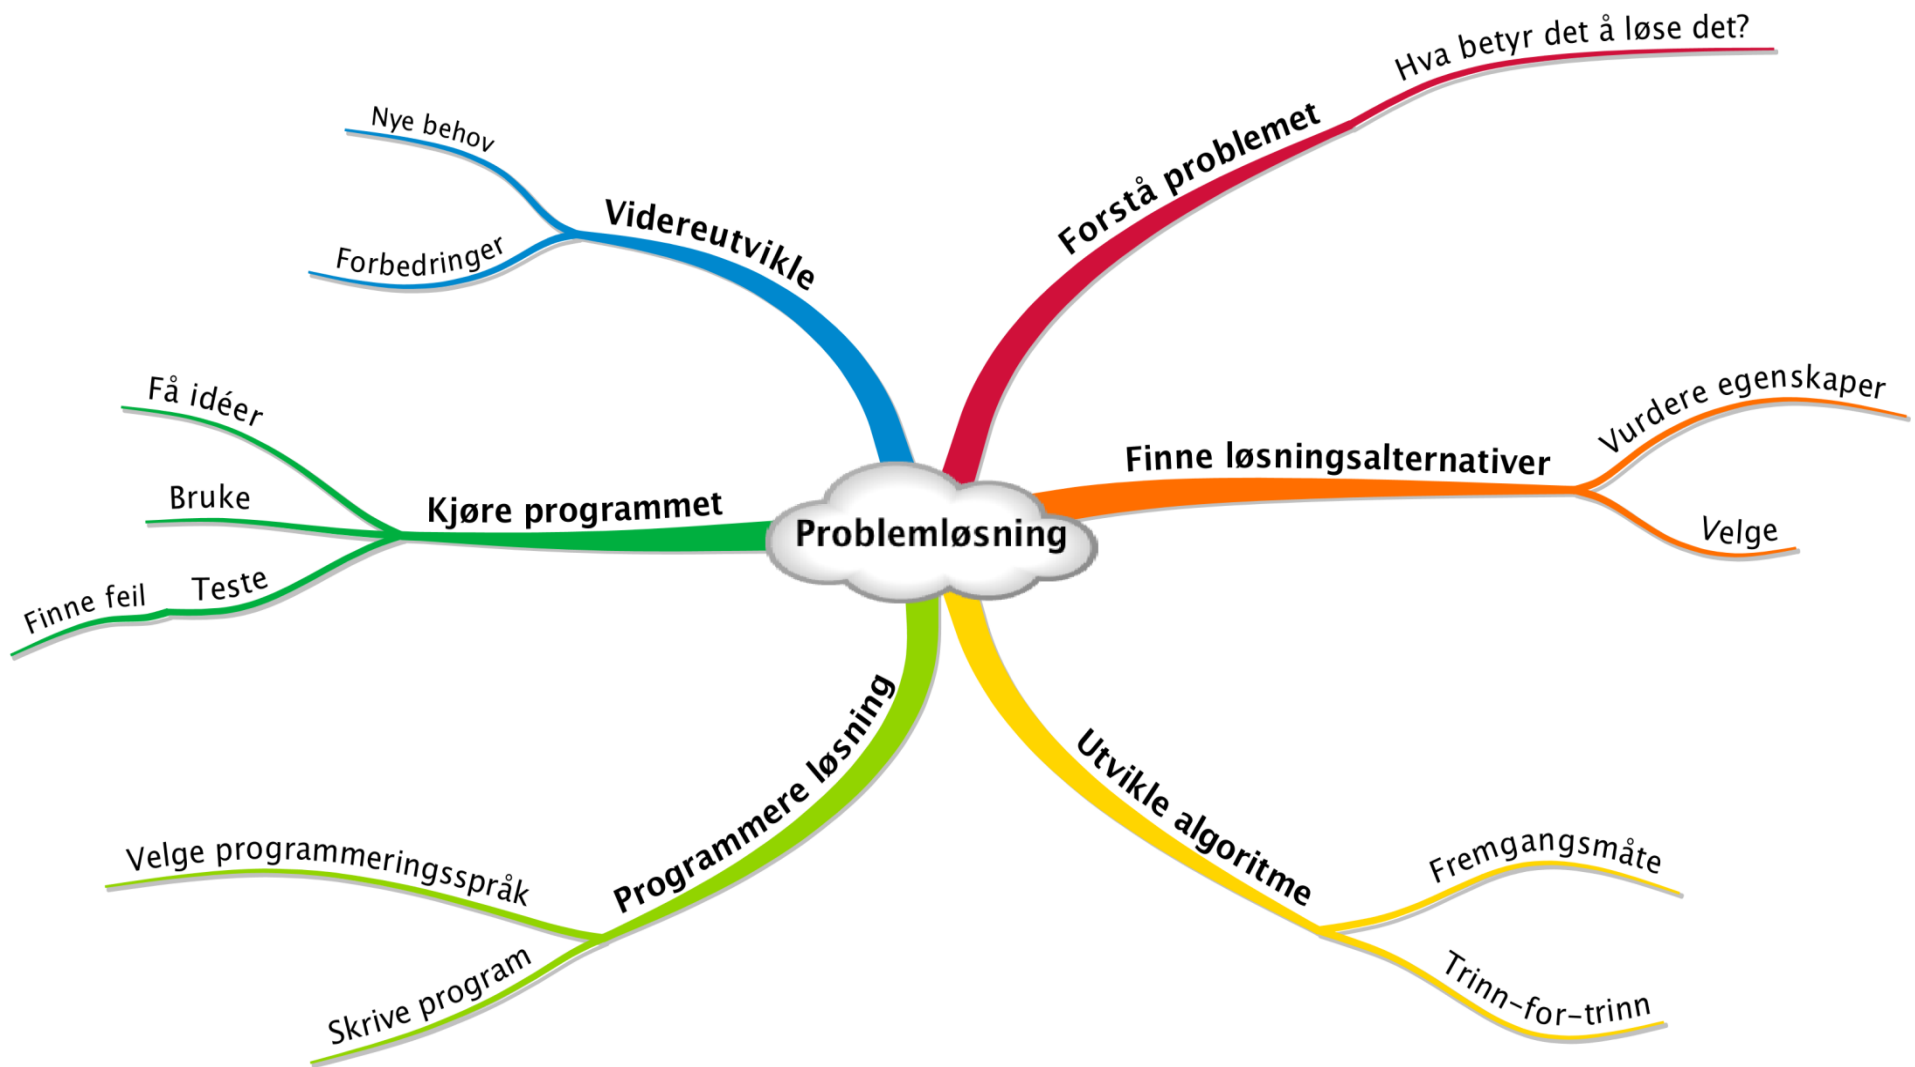 Problemløsning
Forstå problemet
Hva betyr det å løse det?
Finne løsningsalternativer
Vurdere egenskaper
Velge
Utvikle algoritme
Fremgangsmåte
Trinn-for-trinn
Programmere løsning
Velge programmeringsspråk
Skrive program
Kjøre programmet
Få idéer
Bruke
Teste
Finne feil
Videreutvikle
Nye behov
Forbedringer